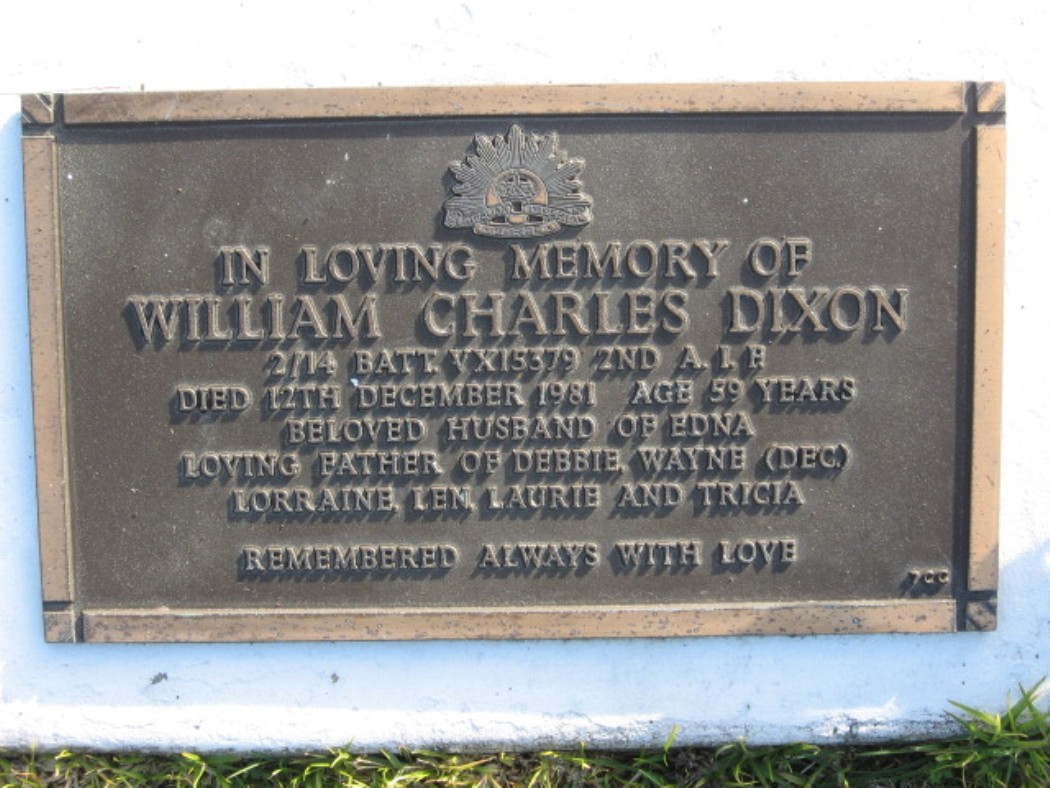 IN LOVING MEMORY OF
WILLIAM CHARLES DIXON
2/14 BATT. VX15379 2ND A.I.F.
DIED 12TH DECEMBER 1981 AGE 59 YEARS
BELOVED HUSBAND OF EDNA
LOVING FATHER OF DEBBIE, WAYNE (DEC.)
LORRAINE, LEN, LAURIE AND TRICIA
REMEMBERED ALWAYS WITH LOVE